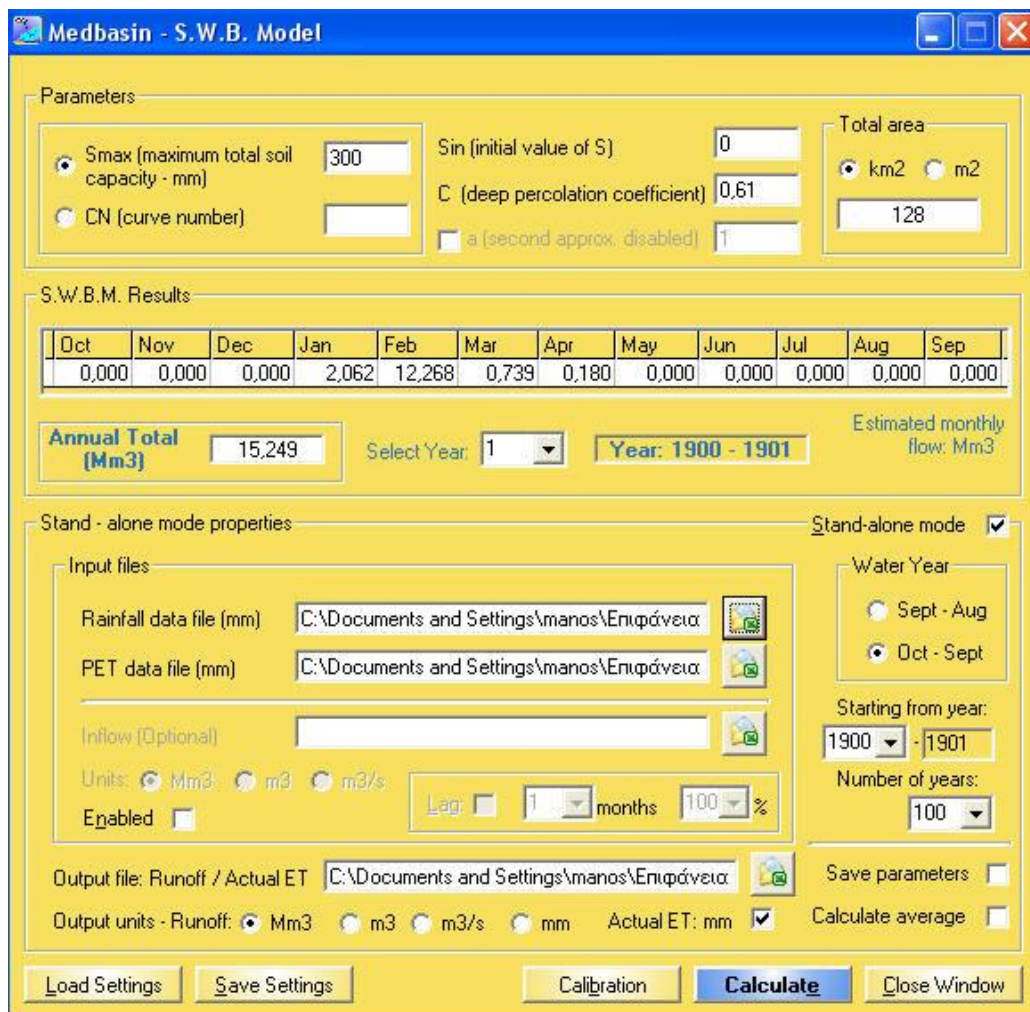 Medbasin - S.W.B. Model
Parameters
Smax (maximum total soil capacity - mm)
300
CN (curve number)
Sin (initial value of S)
0
C (deep percolation coefficient)
0,61
a (second approx. disabled)
1
Total area
km2
m2
128
S.W.B.M. Results
Oct Nov Dec Jan Feb Mar Apr May Jun Jul Aug Sep
0,000 0,000 0,000 2,062 12,268 0,739 0,180 0,000 0,000 0,000 0,000 0,000
Annual Total (Mm3)
15,249
Select Year:
1
Year: 1900 - 1901
Estimated monthly flow: Mm3
Stand - alone mode properties
Stand-alone mode
Input files
Rainfall data file (mm)
C:\Documents and Settings\manos\Επιφάνεια
PET data file (mm)
C:\Documents and Settings\manos\Επιφάνεια
Inflow (Optional)
Units: Mm3 m3 m3/s
Enabled
Lag: 1 months 100 %
Water Year
Sept - Aug
Oct - Sept
Starting from year:
1900 - 1901
Number of years:
100
Output file: Runoff / Actual ET
C:\Documents and Settings\manos\Επιφάνεια
Save parameters
Output units - Runoff: Mm3 m3 m3/s mm Actual ET: mm
Calculate average
Load Settings
Save Settings
Calibration
Calculate
Close Window